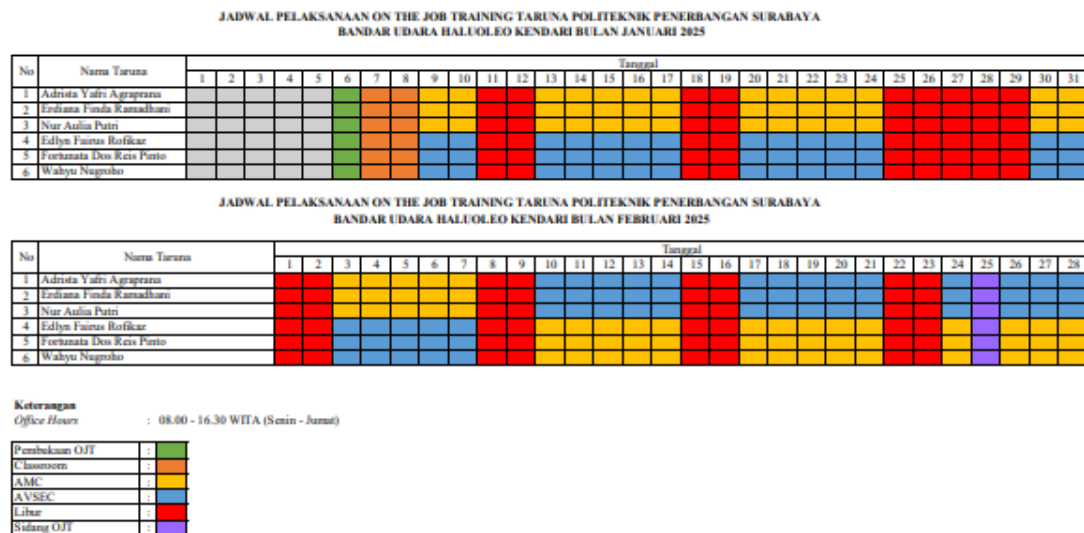 JADWAL PELAKSANAAN ON THE JOB TRAINING TARUNA POLITEKNIK PENERBANGAN SURABAYA
BANDAR UDARA HALUOLEO KENDARI BULAN JANUARI 2025
No Nama Taruna Tanggal
1 2 3 4 5 6 7 8 9 10 11 12 13 14 15 16 17 18 19 20 21 22 23 24 25 26 27 28 29 30 31
1 Adrista Yafri Agraprana
2 Erdiana Finda Ramadhani
3 Nur Aulia Putri
4 Edlyn Fairus Rofikaz
5 Fortunata Dos Reis Pinto
6 Wahyu Nugroho
JADWAL PELAKSANAAN ON THE JOB TRAINING TARUNA POLITEKNIK PENERBANGAN SURABAYA
BANDAR UDARA HALUOLEO KENDARI BULAN FEBRUARI 2025
No Nama Taruna Tanggal
1 2 3 4 5 6 7 8 9 10 11 12 13 14 15 16 17 18 19 20 21 22 23 24 25 26 27 28
1 Adrista Yafri Agraprana
2 Erdiana Finda Ramadhani
3 Nur Aulia Putri
4 Edlyn Fairus Rofikaz
5 Fortunata Dos Reis Pinto
6 Wahyu Nugroho
Keterangan
Office Hours : 08.00 - 16.30 WITA (Senin - Jumat)
Pembukaan OJT :
Classroom :
AMC :
AVSEC :
Libur :
Sidang OJT :